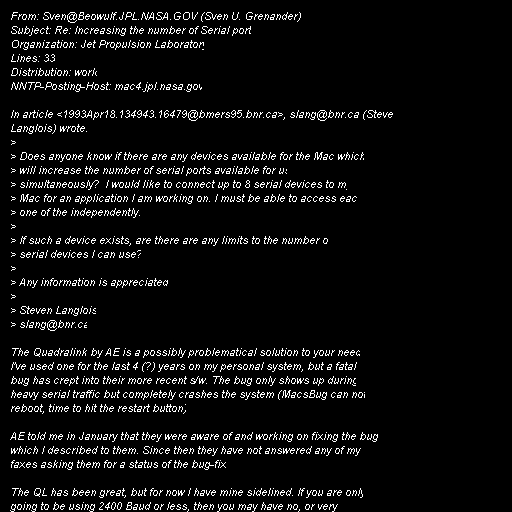 From: Sven@Beowulf.JPL.NASA.GOV (Sven U. Grenander)
Subject: Re: Increasing the number of Serial port
Organization: Jet Propulsion Laboratory
Lines: 33
Distribution: work
NNTP-Posting-Host: mac4.jpl.nasa.gov

In article <1993Apr18.134943.16479@bmers95.bnr.ca>, slang@bnr.ca (Steve
Langlois) wrote.
>
> Does anyone know if there are any devices available for the Mac which
> will increase the number of serial ports available for us
> simultaneously? I would like to connect up to 8 serial devices to m
> Mac for an application I am working on. I must be able to access eac
> one of the independently.
>
> If such a device exists, are there are any limits to the number o
> serial devices I can use?
>
> Any information is appreciated
>
> Steven Langlois
> slang@bnr.ca

The Quadralink by AE is a possibly problematical solution to your need
I've used one for the last 4 (?) years on my personal system, but a fatal
bug has crept into their more recent s/w. The bug only shows up during
heavy serial traffic but completely crashes the system (MacsBug can not
reboot, time to hit the restart button)

AE told me in January that they were aware of and working on fixing the bug
which I described to them. Since then they have not answered any of my
faxes asking them for a status of the bug-fix

The QL has been great, but for now I have mine sidelined. If you are only
going to be using 2400 Baud or less, then you may have no, or very